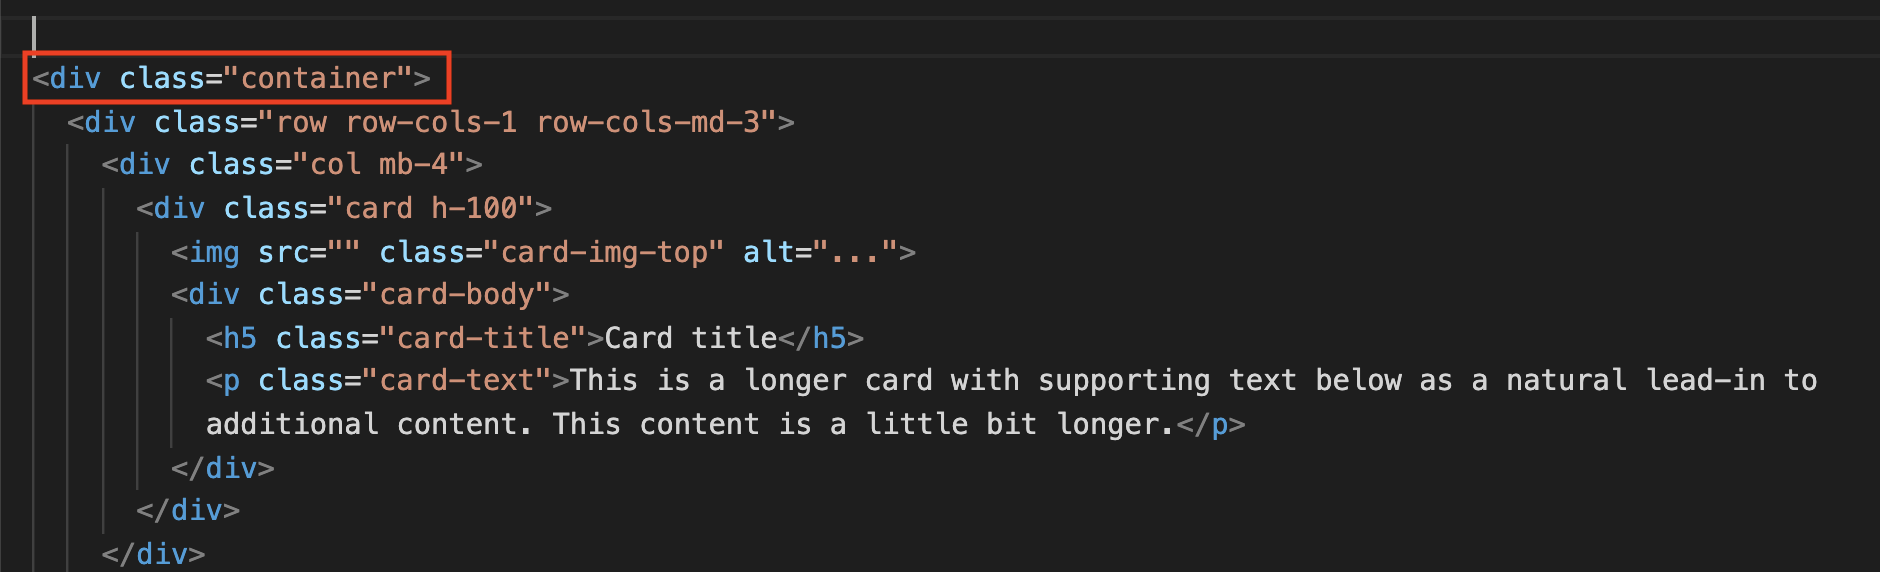 <div class="container">
<div class="row row-cols-1 row-cols-md-3">
<div class="col mb-4">
<div class="card h-100">
<img src="" class="card-img-top" alt="...">
<div class="card-body">
<h5 class="card-title">Card title</h5>
<p class="card-text">This is a longer card with supporting text below as a natural lead-in to
additional content. This content is a little bit longer.</p>
</div>
</div>
</div>